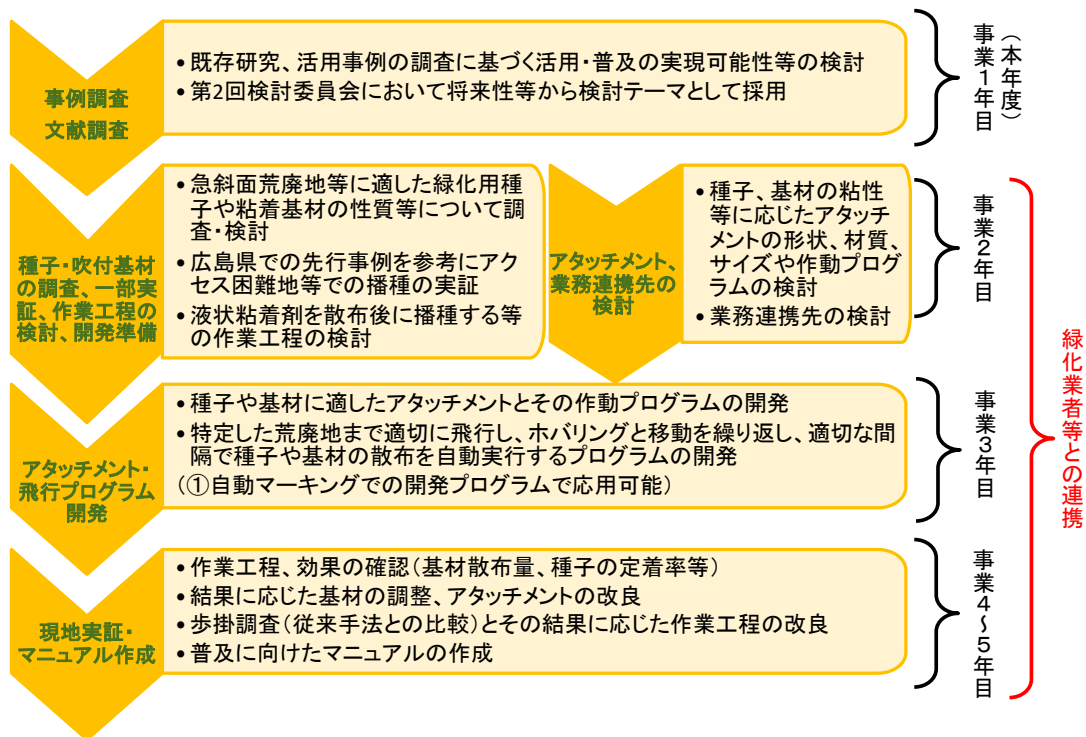 事例調査
文献調査
• 既存研究、活用事例の調査に基づく活用・普及の実現可能性等の検討
• 第2回検討委員会において将来性等から検討テーマとして採用
事業1年目
（本年度）
種子・吹付基材
の調査、一部実
証、作業工程の
検討、開発準備
• 急斜面荒廃地等に適した緑化用種
子や粘着基材の性質等について調
査・検討
• 広島県での先行事例を参考にアク
セス困難地等での播種の実証
• 液状粘着剤を散布後に播種する等
の作業工程の検討
アタッチメント、
業務連携先の
検討
• 種子、基材の粘性
等に応じたアタッチ
メントの形状、材質、
サイズや作動プログ
ラムの検討
• 業務連携先の検討
事業2年目
アタッチメント・
飛行プログラム
開発
• 種子や基材に適したアタッチメントとその作動プログラムの開発
• 特定した荒廃地まで適切に飛行し、ホバリングと移動を繰り返し、適切な間
隔で種子や基材の散布を自動実行するプログラムの開発
（①自動マーキングでの開発プログラムで応用可能）
事業3年目
現地実証・
マニュアル作成
• 作業工程、効果の確認（基材散布量、種子の定着率等）
• 結果に応じた基材の調整、アタッチメントの改良
• 歩掛調査（従来手法との比較）とその結果に応じた作業工程の改良
• 普及に向けたマニュアルの作成
事業4～5年目
緑化業者等との連携